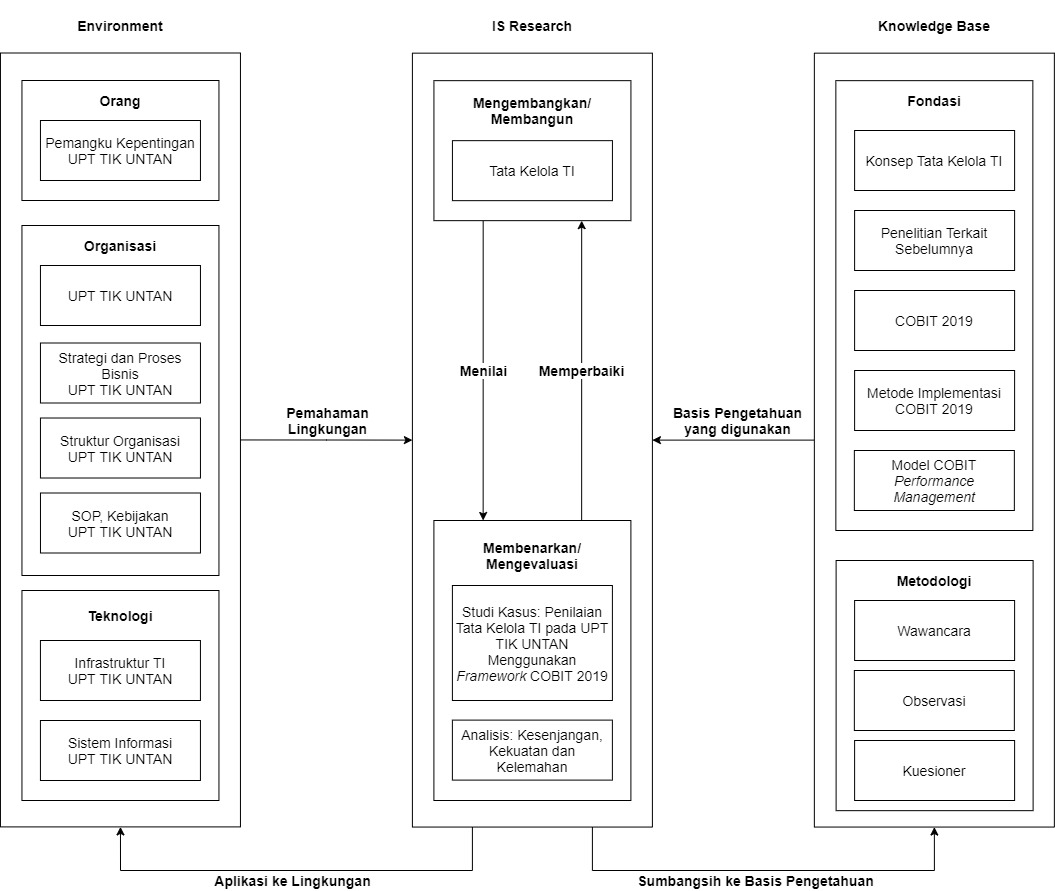 Environment
Orang
Pemangku Kepentingan
UPT TIK UNTAN
Organisasi
UPT TIK UNTAN
Strategi dan Proses
Bisnis
UPT TIK UNTAN
Struktur Organisasi
UPT TIK UNTAN
SOP, Kebijakan
UPT TIK UNTAN
Teknologi
Infrastruktur TI
UPT TIK UNTAN
Sistem Informasi
UPT TIK UNTAN
Pemahaman
Lingkungan
IS Research
Mengembangkan/
Membangun
Tata Kelola TI
Menilai
Memperbaiki
Membenarkan/
Mengevaluasi
Studi Kasus: Penilaian
Tata Kelola TI pada UPT
TIK UNTAN
Menggunakan
Framework COBIT 2019
Analisis: Kesenjangan,
Kekuatan dan
Kelemahan
Basis Pengetahuan
yang digunakan
Knowledge Base
Fondasi
Konsep Tata Kelola TI
Penelitian Terkait
Sebelumnya
COBIT 2019
Metode Implementasi
COBIT 2019
Model COBIT
Performance
Management
Metodologi
Wawancara
Observasi
Kuesioner
Aplikasi ke Lingkungan
Sumbangsih ke Basis Pengetahuan